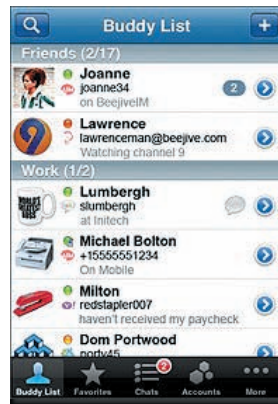 Buddy List
Friends (2/17)
Joanne
joanne34
2
on BeejiveIM
Lawrence
lawrenceman@beejive.com
Watching channel 9
Work (1/2)
Lumbergh
slumbergh
at Initech
Michael Bolton
+15555551234
On Mobile
Milton
redstapler007
haven't received my paycheck
Dom Portwood
2
Buddy List Favorites Chats Accounts More